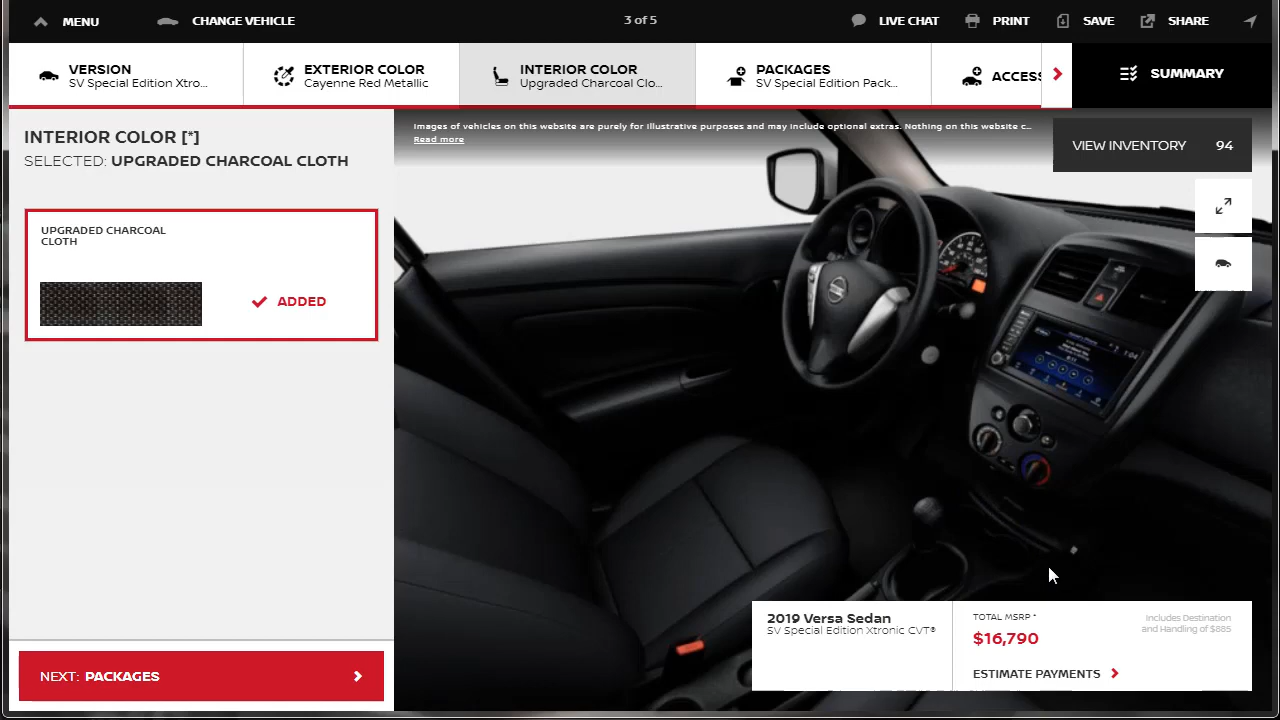 MENU
CHANGE VEHICLE
3 of 5
LIVE CHAT
PRINT
SAVE
SHARE
VERSION
SV Special Edition Xtro...
EXTERIOR COLOR
Cayenne Red Metallic
INTERIOR COLOR
Upgraded Charcoal Clo...
PACKAGES
SV Special Edition Pack...
ACCESS
SUMMARY
INTERIOR COLOR [*]
SELECTED: UPGRADED CHARCOAL CLOTH
UPGRADED CHARCOAL
CLOTH
ADDED
NEXT: PACKAGES
Images of vehicles on this website are purely for illustrative purposes and may include optional extras. Nothing on this website c...
Read more
VIEW INVENTORY 94
1:04
2019 Versa Sedan
SV Special Edition Xtronic CVT®
TOTAL MSRP *
$16,790
Includes Destination
and Handling of $885
ESTIMATE PAYMENTS